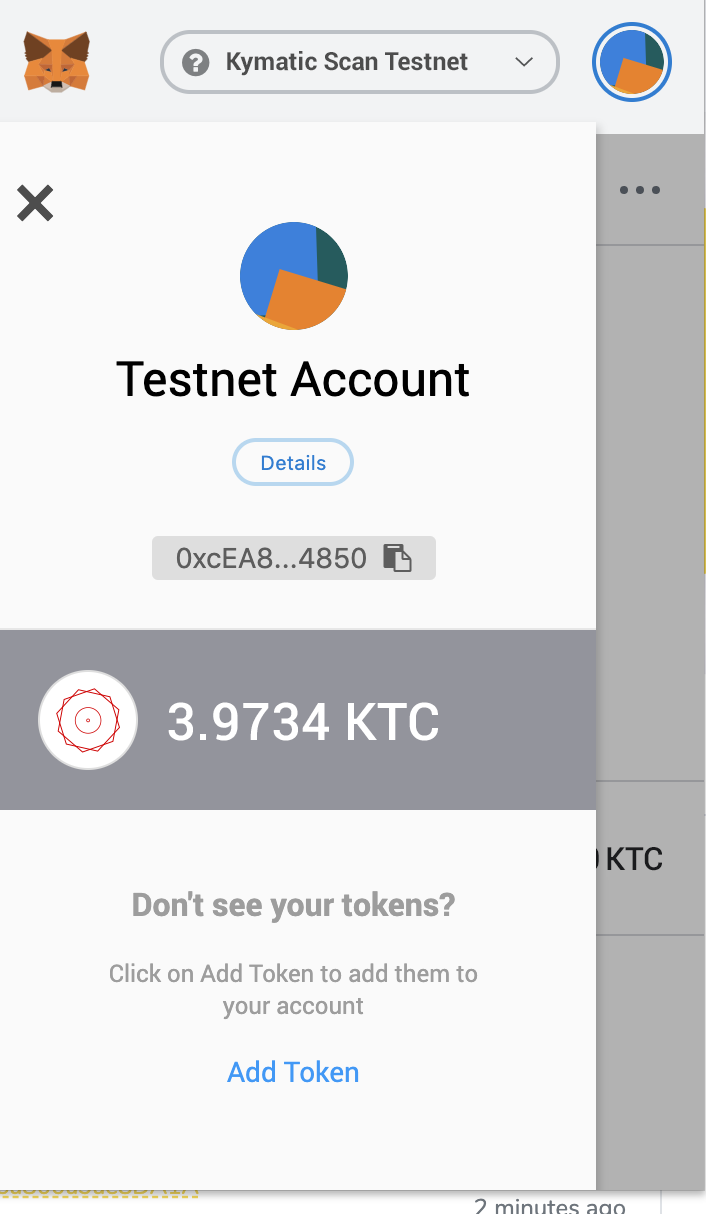 Kymatic Scan Testnet
Testnet Account
Details
0xcEA8...4850
3.9734 KTC
KTC
Don't see your tokens?
Click on Add Token to add them to
your account
Add Token
2 minutes ago